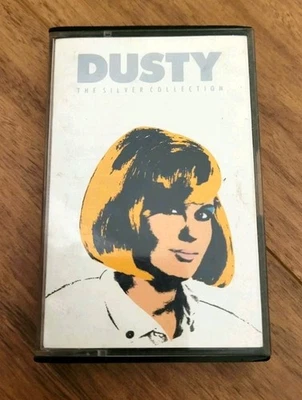 DUSTY
THE SILVER COLLECTION